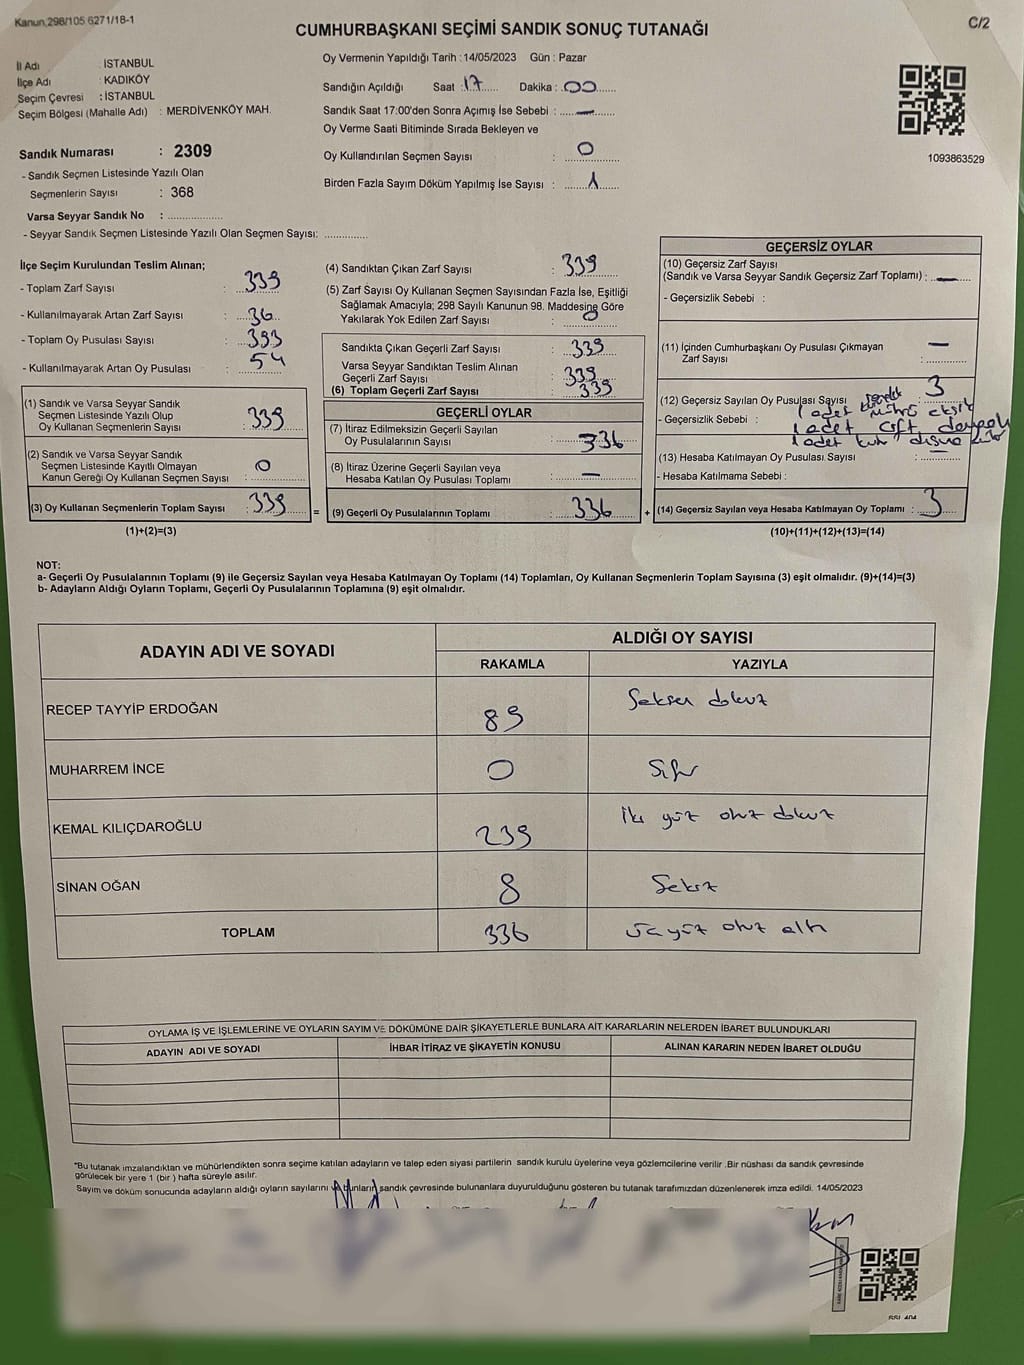 Kanun,298/105 6271/18-1
C/2
CUMHURBAŞKANI SEÇİMİ SANDIK SONUÇ TUTANAĞI
İl Adı : İSTANBUL
İlçe Adı : KADIKÖY
Seçim Çevresi : İSTANBUL
Seçim Bölgesi (Mahalle Adı) : MERDİVENKÖY MAH.
Sandık Numarası : 2309
- Sandık Seçmen Listesinde Yazılı Olan
Seçmenlerin Sayısı : 368
Varsa Seyyar Sandık No : ....................
- Seyyar Sandık Seçmen Listesinde Yazılı Olan Seçmen Sayısı: ...............
Oy Vermenin Yapıldığı Tarih : 14/05/2023 Gün : Pazar
Sandığın Açıldığı Saat : 17 Dakika : 00
Sandık Saat 17:00'den Sonra Açımış İse Sebebi : —
Oy Verme Saati Bitiminde Sırada Bekleyen ve
Oy Kullandırılan Seçmen Sayısı : 0
Birden Fazla Sayım Döküm Yapılmış İse Sayısı : 1
1093863529
İlçe Seçim Kurulundan Teslim Alınan;
- Toplam Zarf Sayısı : 339
- Kullanılmayarak Artan Zarf Sayısı : 36
- Toplam Oy Pusulası Sayısı : 393
- Kullanılmayarak Artan Oy Pusulası : 54
(1) Sandık ve Varsa Seyyar Sandık
Seçmen Listesinde Yazılı Olup
Oy Kullanan Seçmenlerin Sayısı : 339
(2) Sandık ve Varsa Seyyar Sandık
Seçmen Listesinde Kayıtlı Olmayan
Kanun Gereği Oy Kullanan Seçmen Sayısı : 0
(3) Oy Kullanan Seçmenlerin Toplam Sayısı : 339
(1)+(2)=(3)
(4) Sandıktan Çıkan Zarf Sayısı : 339
(5) Zarf Sayısı Oy Kullanan Seçmen Sayısından Fazla İse, Eşitliği
Sağlamak Amacıyla; 298 Sayılı Kanunun 98. Maddesine Göre
Yakılarak Yok Edilen Zarf Sayısı : 0
Sandıkta Çıkan Geçerli Zarf Sayısı : 339
Varsa Seyyar Sandıktan Teslim Alınan
Geçerli Zarf Sayısı : 339
(6) Toplam Geçerli Zarf Sayısı : 339
GEÇERLİ OYLAR
(7) İtiraz Edilmeksizin Geçerli Sayılan
Oy Pusulalarının Sayısı : 336
(8) İtiraz Üzerine Geçerli Sayılan veya
Hesaba Katılan Oy Pusulası Toplamı : —
= (9) Geçerli Oy Pusulalarının Toplamı : 336
GEÇERSİZ OYLAR
(10) Geçersiz Zarf Sayısı
(Sandık ve Varsa Seyyar Sandık Geçersiz Zarf Toplamı) : —
- Geçersizlik Sebebi :
(11) İçinden Cumhurbaşkanı Oy Pusulası Çıkmayan —
Zarf Sayısı :
(12) Geçersiz Sayılan Oy Pusulası Sayısı : 3
- Geçersizlik Sebebi : 1 adet mührü eksik
1 adet çift damgalı
1 adet dışına
(13) Hesaba Katılmayan Oy Pusulası Sayısı : —
- Hesaba Katılmama Sebebi :
+ (14) Geçersiz Sayılan veya Hesaba Katılmayan Oy Toplamı : 3
(10)+(11)+(12)+(13)=(14)
NOT:
a- Geçerli Oy Pusulalarının Toplamı (9) ile Geçersiz Sayılan veya Hesaba Katılmayan Oy Toplamı (14) Toplamları, Oy Kullanan Seçmenlerin Toplam Sayısına (3) eşit olmalıdır. (9)+(14)=(3)
b- Adayların Aldığı Oyların Toplamı, Geçerli Oy Pusulalarının Toplamına (9) eşit olmalıdır.
ADAYIN ADI VE SOYADI
ALDIĞI OY SAYISI
RAKAMLA YAZIYLA
RECEP TAYYİP ERDOĞAN 89 Seksen dokuz
MUHARREM İNCE 0 Sıfır
KEMAL KILIÇDAROĞLU 239 İki yüz otuz dokuz
SİNAN OĞAN 8 Sekiz
TOPLAM 336 üç yüz otuz altı
OYLAMA İŞ VE İŞLEMLERİNE VE OYLARIN SAYIM VE DÖKÜMÜNE DAİR ŞİKAYETLERLE BUNLARA AİT KARARLARIN NELERDEN İBARET BULUNDUKLARI
ADAYIN ADI VE SOYADI İHBAR İTİRAZ VE ŞİKAYETİN KONUSU ALINAN KARARIN NEDEN İBARET OLDUĞU
*Bu tutanak imzalandıktan ve mühürlendikten sonra seçime katılan adayların ve talep eden siyasi partilerin sandık kurulu üyelerine veya gözlemcilerine verilir .Bir nüshası da sandık çevresinde
görülecek bir yere 1 (bir ) hafta süreyle asılır.
Sayım ve döküm sonucunda adayların aldığı oyların sayılarını bunların sandık çevresinde bulunanlara duyurulduğunu gösteren bu tutanak tarafımızdan düzenlenerek imza edildi. 14/05/2023